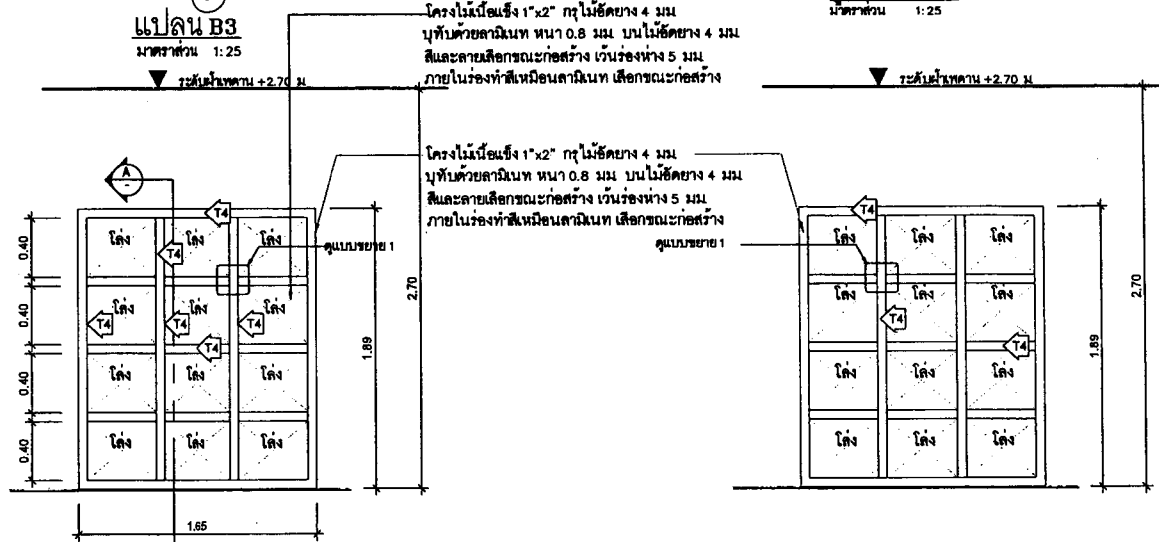 แปลน B3
มาตราส่วน 1:25
มาตราส่วน 1:25
ระดับฝ้าเพดาน +2.70 ม.
ระดับฝ้าเพดาน +2.70 ม.
โครงไม้เนื้อแข็ง 1"x2" กรุไม้อัดยาง 4 มม
บุทับด้วยลามิเนท หนา 0.8 มม บนไม้อัดยาง 4 มม
สีและลายเลือกขณะก่อสร้าง เว้นร่องห่าง 5 มม
ภายในร่องทำสีเหมือนลามิเนท เลือกขณะก่อสร้าง
โครงไม้เนื้อแข็ง 1"x2" กรุไม้อัดยาง 4 มม
บุทับด้วยลามิเนท หนา 0.8 มม บนไม้อัดยาง 4 มม
สีและลายเลือกขณะก่อสร้าง เว้นร่องห่าง 5 มม
ภายในร่องทำสีเหมือนลามิเนท เลือกขณะก่อสร้าง
ดูแบบขยาย 1
ดูแบบขยาย 1
A
T4
โล่ง โล่ง โล่ง
T4
โล่ง โล่ง โล่ง
T4 T4 T4
T4
โล่ง โล่ง โล่ง
โล่ง โล่ง โล่ง
0.40
0.40
0.40
0.40
1.89
2.70
1.65
T4
โล่ง โล่ง โล่ง
โล่ง โล่ง โล่ง
T4
T4
โล่ง โล่ง โล่ง
โล่ง โล่ง โล่ง
1.89
2.70